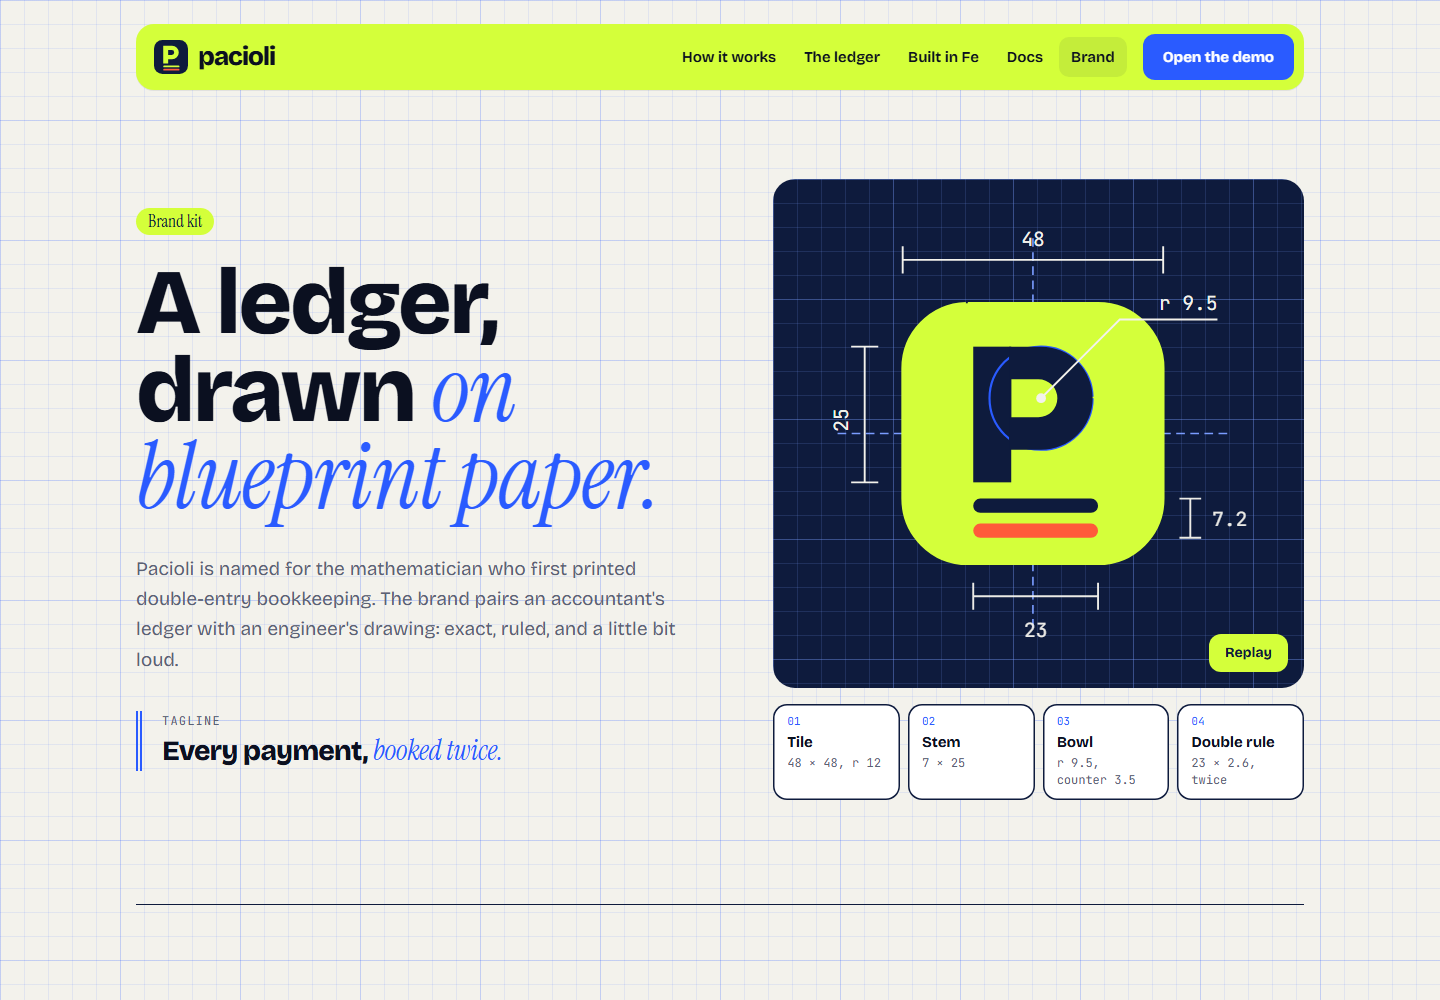 P pacioli
How it works
The ledger
Built in Fe
Docs
Brand
Open the demo
Brand kit
A ledger,
drawn on
blueprint paper.
Pacioli is named for the mathematician who first printed
double-entry bookkeeping. The brand pairs an accountant's
ledger with an engineer's drawing: exact, ruled, and a little bit
loud.
TAGLINE
Every payment, booked twice.
48
r 9.5
25
P
7.2
23
Replay
01
Tile
48 × 48, r 12
02
Stem
7 × 25
03
Bowl
r 9.5,
counter 3.5
04
Double rule
23 × 2.6,
twice